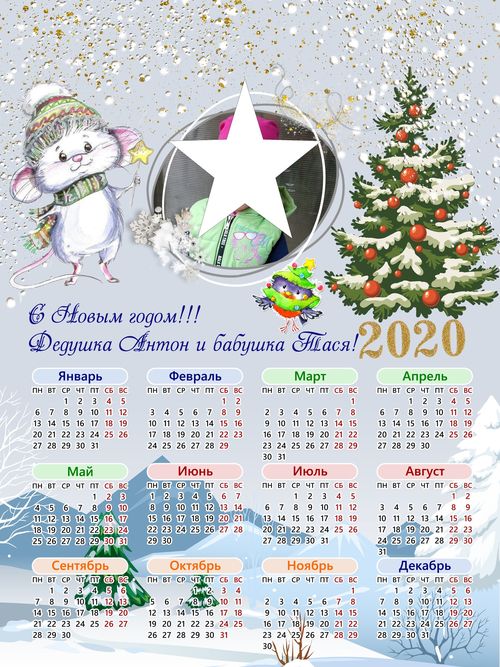 С Новым годом!!!
Дедушка Антон и бабушка Тася!
2020
Январь
ПН ВТ СР ЧТ ПТ СБ ВС
1 2 3 4 5
6 7 8 9 10 11 12
13 14 15 16 17 18 19
20 21 22 23 24 25 26
27 28 29 30 31
Февраль
ПН ВТ СР ЧТ ПТ СБ ВС
1 2
3 4 5 6 7 8 9
10 11 12 13 14 15 16
17 18 19 20 21 22 23
24 25 26 27 28 29
Март
ПН ВТ СР ЧТ ПТ СБ ВС
1
2 3 4 5 6 7 8
9 10 11 12 13 14 15
16 17 18 19 20 21 22
23 24 25 26 27 28 29
30 31
Апрель
ПН ВТ СР ЧТ ПТ СБ ВС
1 2 3 4 5
6 7 8 9 10 11 12
13 14 15 16 17 18 19
20 21 22 23 24 25 26
27 28 29 30
Май
ПН ВТ СР ЧТ ПТ СБ ВС
1 2 3
4 5 6 7 8 9 10
11 12 13 14 15 16 17
18 19 20 21 22 23 24
25 26 27 28 29 30 31
Июнь
ПН ВТ СР ЧТ ПТ СБ ВС
1 2 3 4 5 6 7
8 9 10 11 12 13 14
15 16 17 18 19 20 21
22 23 24 25 26 27 28
29 30
Июль
ПН ВТ СР ЧТ ПТ СБ ВС
1 2 3 4 5
6 7 8 9 10 11 12
13 14 15 16 17 18 19
20 21 22 23 24 25 26
27 28 29 30 31
Август
ПН ВТ СР ЧТ ПТ СБ ВС
1 2
3 4 5 6 7 8 9
10 11 12 13 14 15 16
17 18 19 20 21 22 23
24 25 26 27 28 29 30
31
Сентябрь
ПН ВТ СР ЧТ ПТ СБ ВС
1 2 3 4 5 6
7 8 9 10 11 12 13
14 15 16 17 18 19 20
21 22 23 24 25 26 27
28 29 30
Октябрь
ПН ВТ СР ЧТ ПТ СБ ВС
1 2 3 4
5 6 7 8 9 10 11
12 13 14 15 16 17 18
19 20 21 22 23 24 25
26 27 28 29 30 31
Ноябрь
ПН ВТ СР ЧТ ПТ СБ ВС
1
2 3 4 5 6 7 8
9 10 11 12 13 14 15
16 17 18 19 20 21 22
23 24 25 26 27 28 29
30
Декабрь
ПН ВТ СР ЧТ ПТ СБ ВС
1 2 3 4 5 6
7 8 9 10 11 12 13
14 15 16 17 18 19 20
21 22 23 24 25 26 27
28 29 30 31